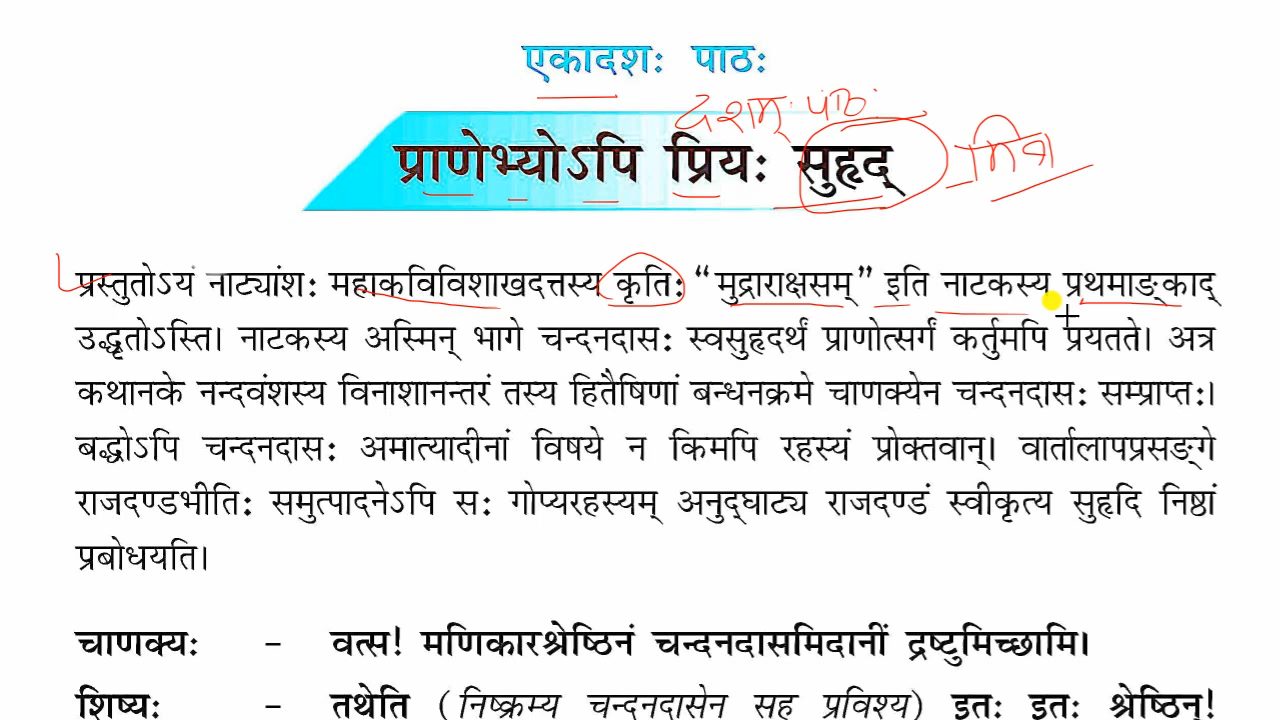 एकादशः पाठः
दशम् पाठः
प्राणेभ्योऽपि प्रियः सुहृद्
मित्र
प्रस्तुतोऽयं नाट्यांशः महाकविविशाखदत्तस्य कृतिः “मुद्राराक्षसम्” इति नाटकस्य प्रथमाङ्काद्
उद्धृतोऽस्ति। नाटकस्य अस्मिन् भागे चन्दनदासः स्वसुहृदर्थं प्राणोत्सर्गं कर्तुमपि प्रयतते। अत्र
कथानके नन्दवंशस्य विनाशानन्तरं तस्य हितैषिणां बन्धनक्रमे चाणक्येन चन्दनदासः सम्प्राप्तः।
बद्धोऽपि चन्दनदासः अमात्यादीनां विषये न किमपि रहस्यं प्रोक्तवान्। वार्तालापप्रसङ्गे
राजदण्डभीतिः समुत्पादनेऽपि सः गोप्यरहस्यम् अनुद्घाट्य राजदण्डं स्वीकृत्य सुहृदि निष्ठां
प्रबोधयति।
चाणक्यः - वत्स! मणिकारश्रेष्ठिनं चन्दनदासमिदानीं द्रष्टुमिच्छामि।
शिष्यः - तथेति (निष्क्रम्य चन्दनदासेन सह प्रविश्य) इतः इतः श्रेष्ठिन्!